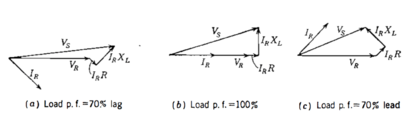 V_S
I_R X_L
V_R
I_R R
I_R
(a) Load p.f.=70% lag
V_S
I_R X_L
I_R
V_R
I_R R
(b) Load p.f.=100%
I_R
V_S
I_R X_L
V_R
I_R R
(c) Load p.f.=70% lead